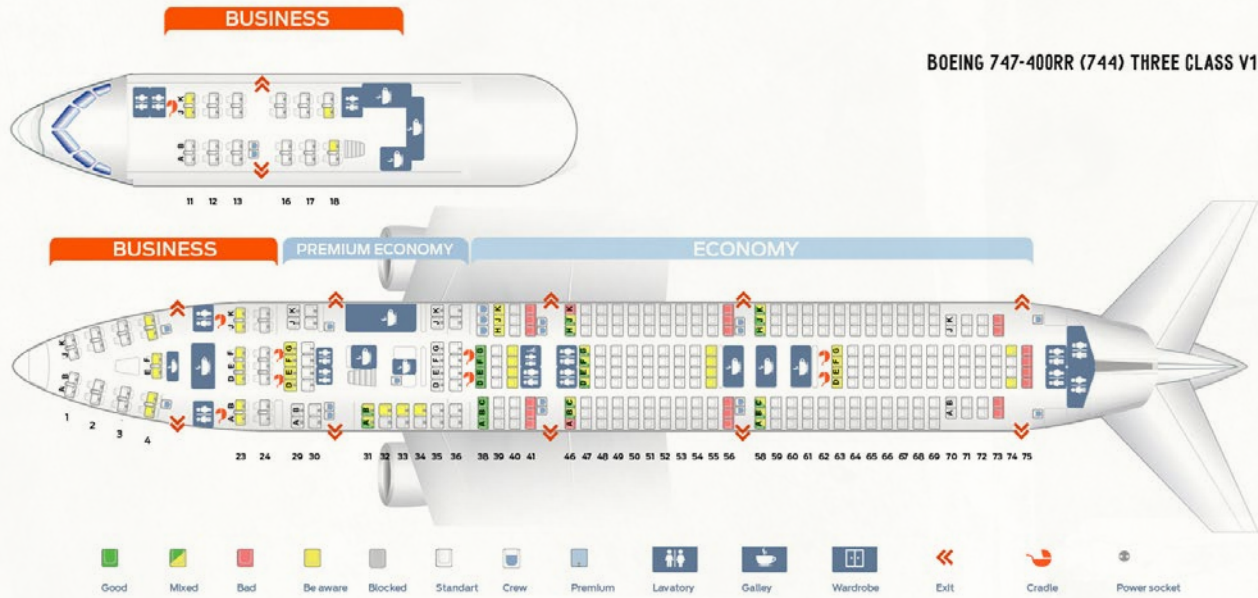 BUSINESS
BOEING 747-400RR (744) THREE CLASS V1
J K
A B
11 12 13 16 17 18
BUSINESS PREMIUM ECONOMY ECONOMY
J K
J K
J K
H J K
H J K
H J K
J K
E F
D E F
D E F G
D E F G
D E F G
D E F G
D E F G
A B
A B
A B
A B
A B
A B C
A B C
A B C
A B
1 2 3 4 23 24 29 30 31 32 33 34 35 36 38 39 40 41 46 47 48 49 50 51 52 53 54 55 56 58 59 60 61 62 63 64 65 66 67 68 69 70 71 72 73 74 75
Good Mixed Bad Be aware Blocked Standart Crew Premium Lavatory Galley Wardrobe Exit Cradle Power socket